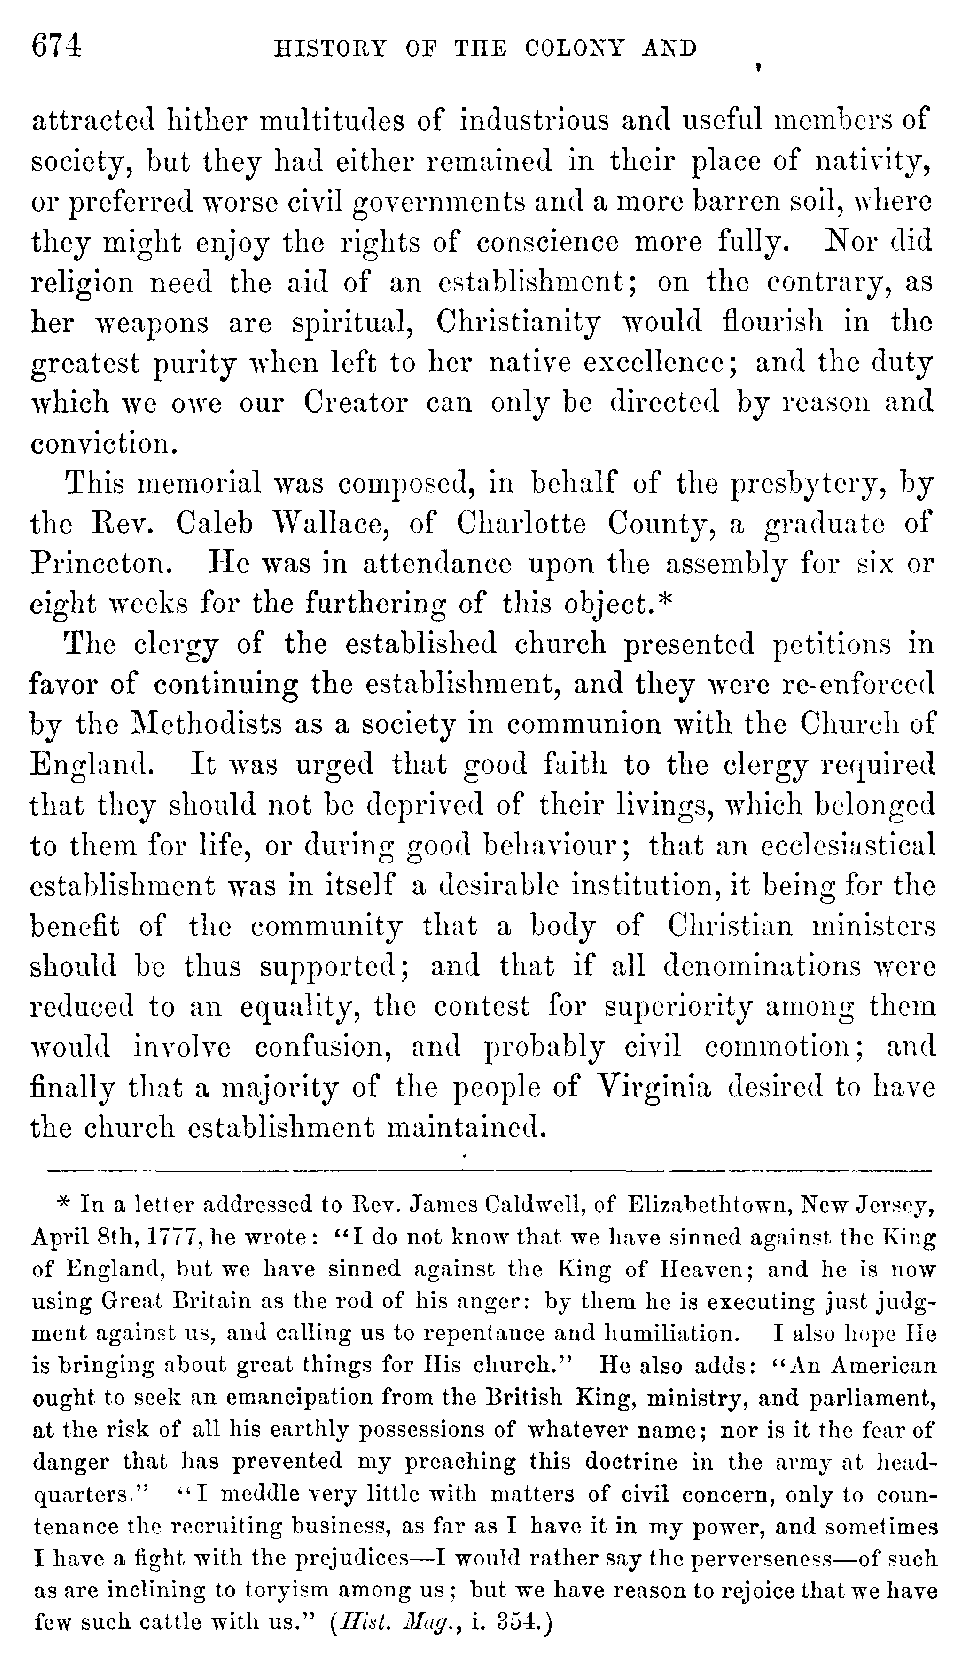 674 HISTORY OF THE COLONY AND
attracted hither multitudes of industrious and useful members of
society, but they had either remained in their place of nativity,
or preferred worse civil governments and a more barren soil, where
they might enjoy the rights of conscience more fully. Nor did
religion need the aid of an establishment; on the contrary, as
her weapons are spiritual, Christianity would flourish in the
greatest purity when left to her native excellence; and the duty
which we owe our Creator can only be directed by reason and
conviction.
This memorial was composed, in behalf of the presbytery, by
the Rev. Caleb Wallace, of Charlotte County, a graduate of
Princeton. He was in attendance upon the assembly for six or
eight weeks for the furthering of this object.*
The clergy of the established church presented petitions in
favor of continuing the establishment, and they were re-enforced
by the Methodists as a society in communion with the Church of
England. It was urged that good faith to the clergy required
that they should not be deprived of their livings, which belonged
to them for life, or during good behaviour; that an ecclesiastical
establishment was in itself a desirable institution, it being for the
benefit of the community that a body of Christian ministers
should be thus supported; and that if all denominations were
reduced to an equality, the contest for superiority among them
would involve confusion, and probably civil commotion; and
finally that a majority of the people of Virginia desired to have
the church establishment maintained.
* In a letter addressed to Rev. James Caldwell, of Elizabethtown, New Jersey,
April 8th, 1777, he wrote: “I do not know that we have sinned against the King
of England, but we have sinned against the King of Heaven; and he is now
using Great Britain as the rod of his anger: by them he is executing just judg-
ment against us, and calling us to repentance and humiliation. I also hope He
is bringing about great things for His church.” He also adds: “An American
ought to seek an emancipation from the British King, ministry, and parliament,
at the risk of all his earthly possessions of whatever name; nor is it the fear of
danger that has prevented my preaching this doctrine in the army at head-
quarters.” “I meddle very little with matters of civil concern, only to coun-
tenance the recruiting business, as far as I have it in my power, and sometimes
I have a fight with the prejudices—I would rather say the perverseness—of such
as are inclining to toryism among us; but we have reason to rejoice that we have
few such cattle with us.” (Hist. Mag., i. 354.)